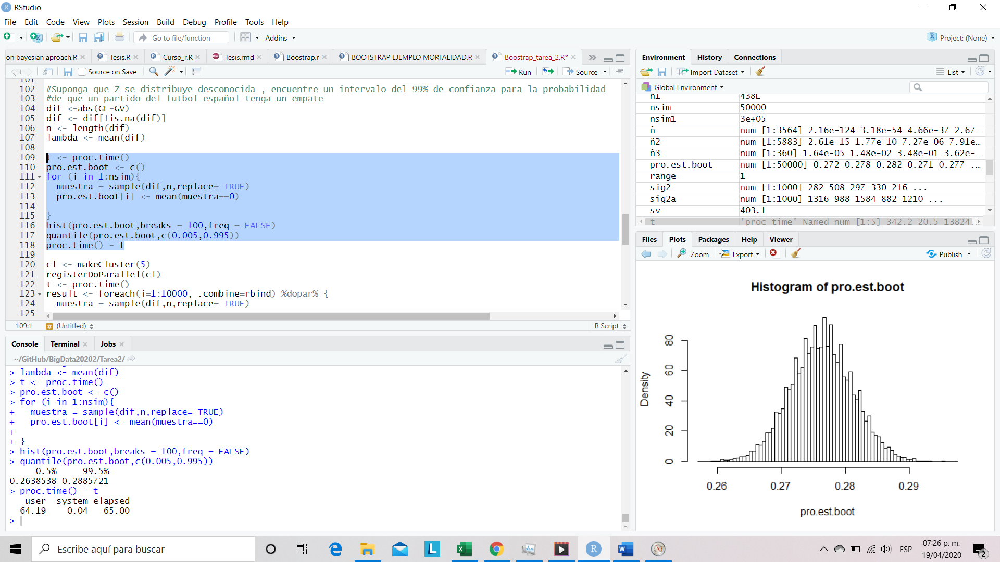 RStudio
File Edit Code View Plots Session Build Debug Profile Tools Help
Go to file/function Addins Project: (None)
on bayesian aproach.R Tesis.R Curso_r.R Tesis.rmd Boostrap.r BOOTSTRAP EJEMPLO MORTALIDAD.R Boostrap_tarea_2.R*
Source on Save Run Source
101
102 #Suponga que Z se distribuye desconocida , encuentre un intervalo del 99% de confianza para la probabilidad
103 #de que un partido del futbol español tenga un empate
104 dif <-abs(GL-GV)
105 dif <- dif[!is.na(dif)]
106 n <- length(dif)
107 lambda <- mean(dif)
108
109 t <- proc.time()
110 pro.est.boot <- c()
111 for (i in 1:nsim){
112 muestra = sample(dif,n,replace= TRUE)
113 pro.est.boot[i] <- mean(muestra==0)
114
115 }
116 hist(pro.est.boot,breaks = 100,freq = FALSE)
117 quantile(pro.est.boot,c(0.005,0.995))
118 proc.time() - t
119
120 cl <- makeCluster(5)
121 registerDoParallel(cl)
122 t <- proc.time()
123 result <- foreach(i=1:10000, .combine=rbind) %dopar% {
124 muestra = sample(dif,n,replace= TRUE)
125
109:1 # (Untitled) R Script
Console Terminal Jobs
~/GitHub/BigData20202/Tarea2/
> lambda <- mean(dif)
> t <- proc.time()
> pro.est.boot <- c()
> for (i in 1:nsim){
+ muestra = sample(dif,n,replace= TRUE)
+ pro.est.boot[i] <- mean(muestra==0)
+
+ }
> hist(pro.est.boot,breaks = 100,freq = FALSE)
> quantile(pro.est.boot,c(0.005,0.995))
0.5% 99.5%
0.2638538 0.2885721
> proc.time() - t
user system elapsed
64.19 0.04 65.00
>
Environment History Connections
Import Dataset List
Global Environment
n1 438L
nsim 50000
nsim1 3e+05
ñ num [1:3564] 2.16e-124 3.18e-54 4.66e-37 2.67…
ñ2 num [1:5883] 2.61e-15 1.77e-10 7.27e-06 7.91e…
ñ3 num [1:360] 1.64e-05 1.48e-02 3.48e-01 3.62e-…
pro.est.boot num [1:50000] 0.272 0.278 0.282 0.271 0.277 .…
range 1
sig2 num [1:1000] 282 508 297 330 216 ...
sig2a num [1:1000] 1316 988 1584 882 1210 ...
sv 403.1
t 'proc_time' Named num [1:5] 342.2 20.5 13824.
Files Plots Packages Help Viewer
Zoom Export Publish
Histogram of pro.est.boot
Density
0 20 40 60 80
0.26 0.27 0.28 0.29
pro.est.boot
Escribe aquí para buscar
ESP
07:26 p. m.
19/04/2020
2